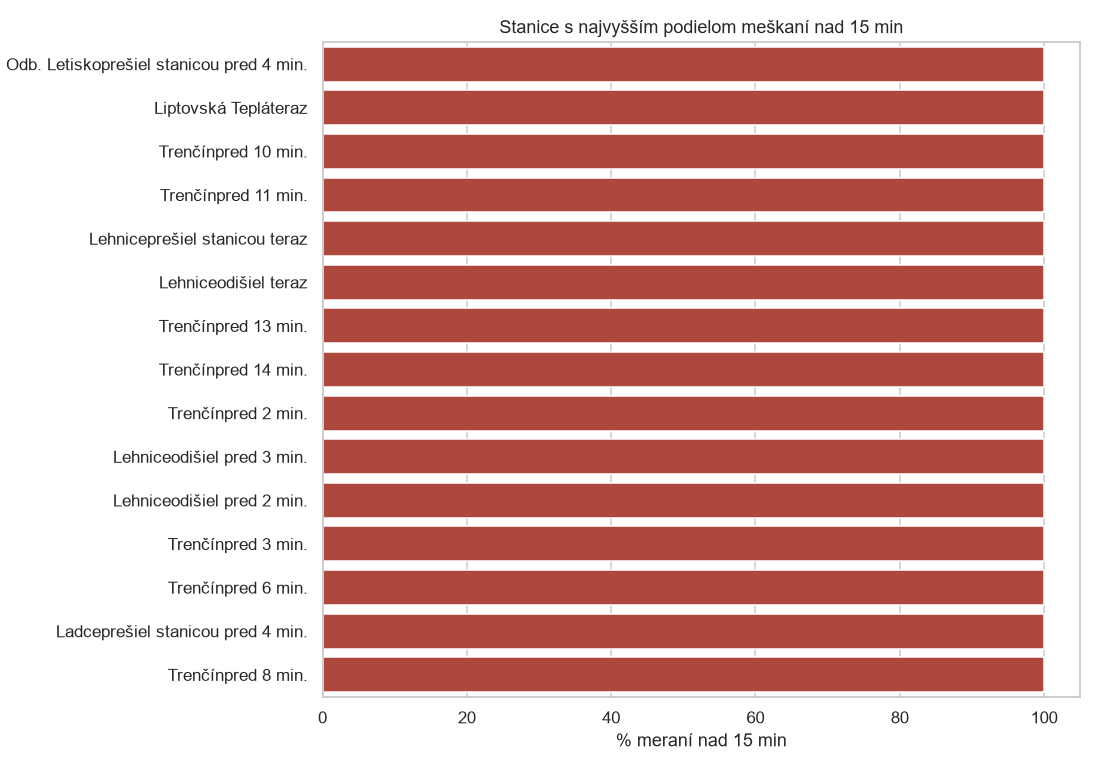 Stanice s najvyšším podielom meškaní nad 15 min
Odb. Letiskoprešiel stanicou pred 4 min.
Liptovská Tepláteraz
Trenčínpred 10 min.
Trenčínpred 11 min.
Lehniceprešiel stanicou teraz
Lehniceodišiel teraz
Trenčínpred 13 min.
Trenčínpred 14 min.
Trenčínpred 2 min.
Lehniceodišiel pred 3 min.
Lehniceodišiel pred 2 min.
Trenčínpred 3 min.
Trenčínpred 6 min.
Ladceprešiel stanicou pred 4 min.
Trenčínpred 8 min.
0 20 40 60 80 100
% meraní nad 15 min